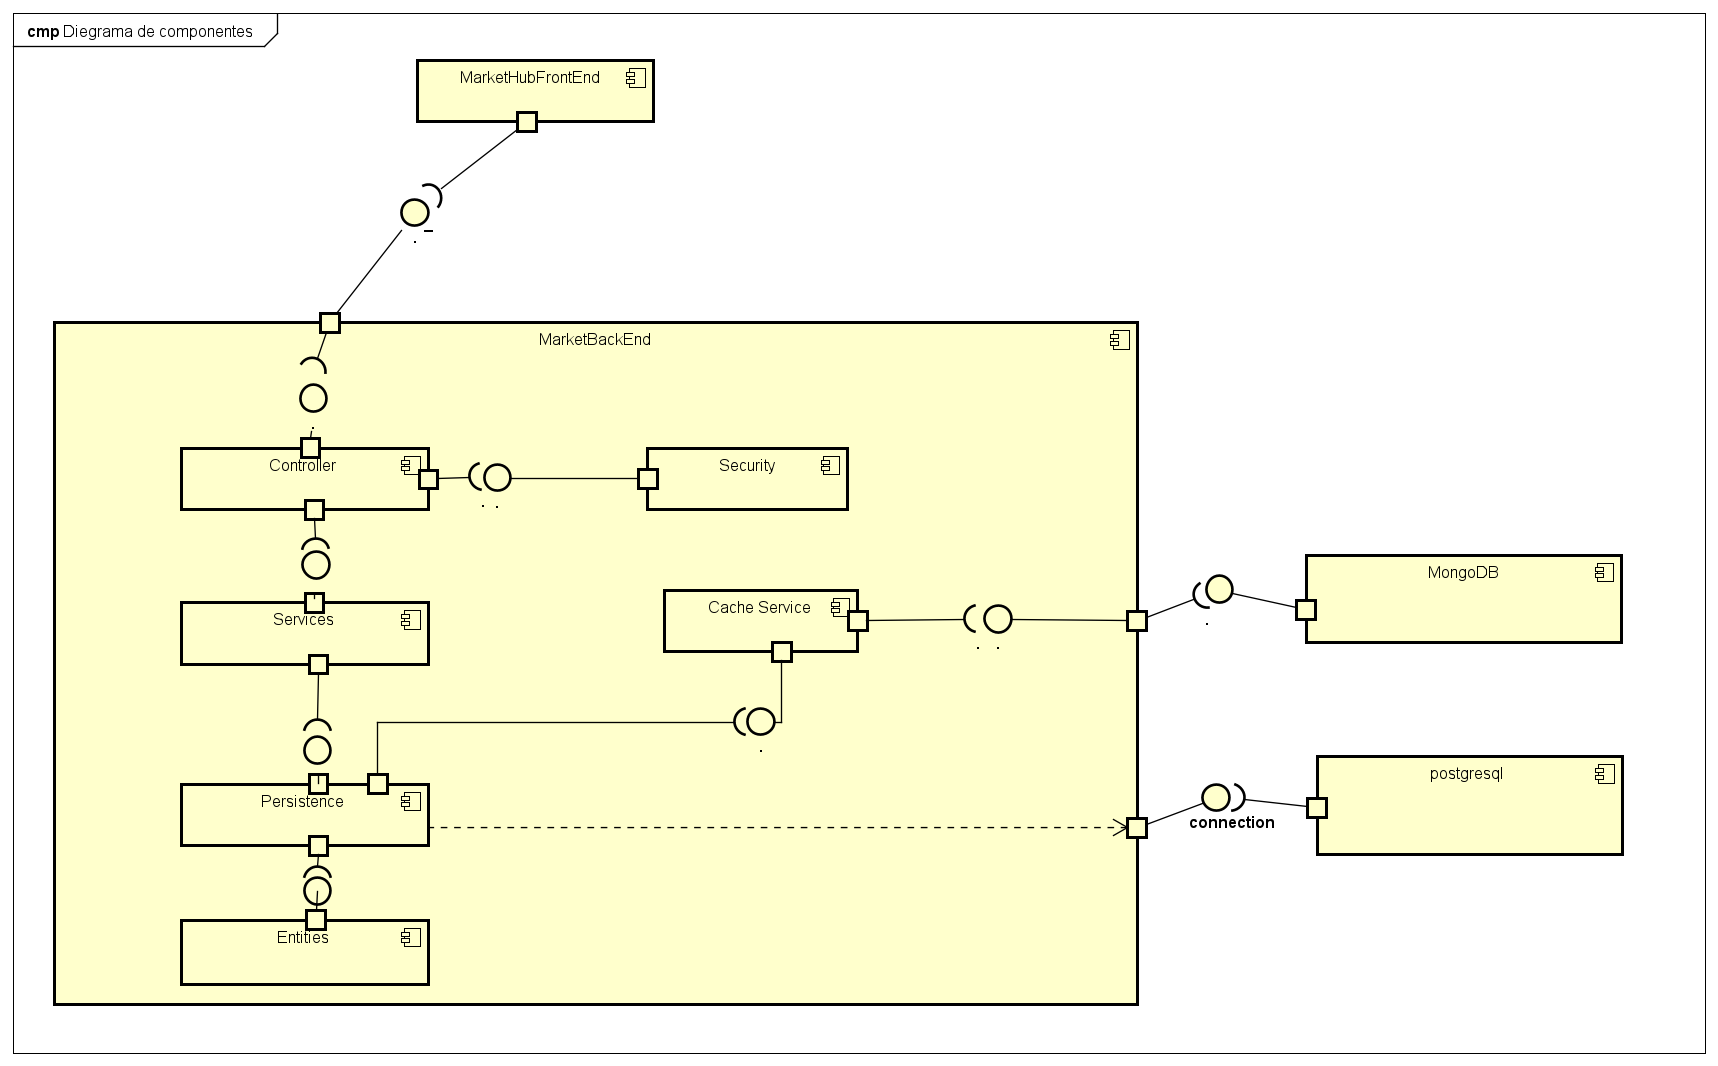 cmp Diegrama de componentes
MarketHubFrontEnd
MarketBackEnd
Controller
Security
Services
Cache Service
MongoDB
Persistence
postgresql
connection
Entities